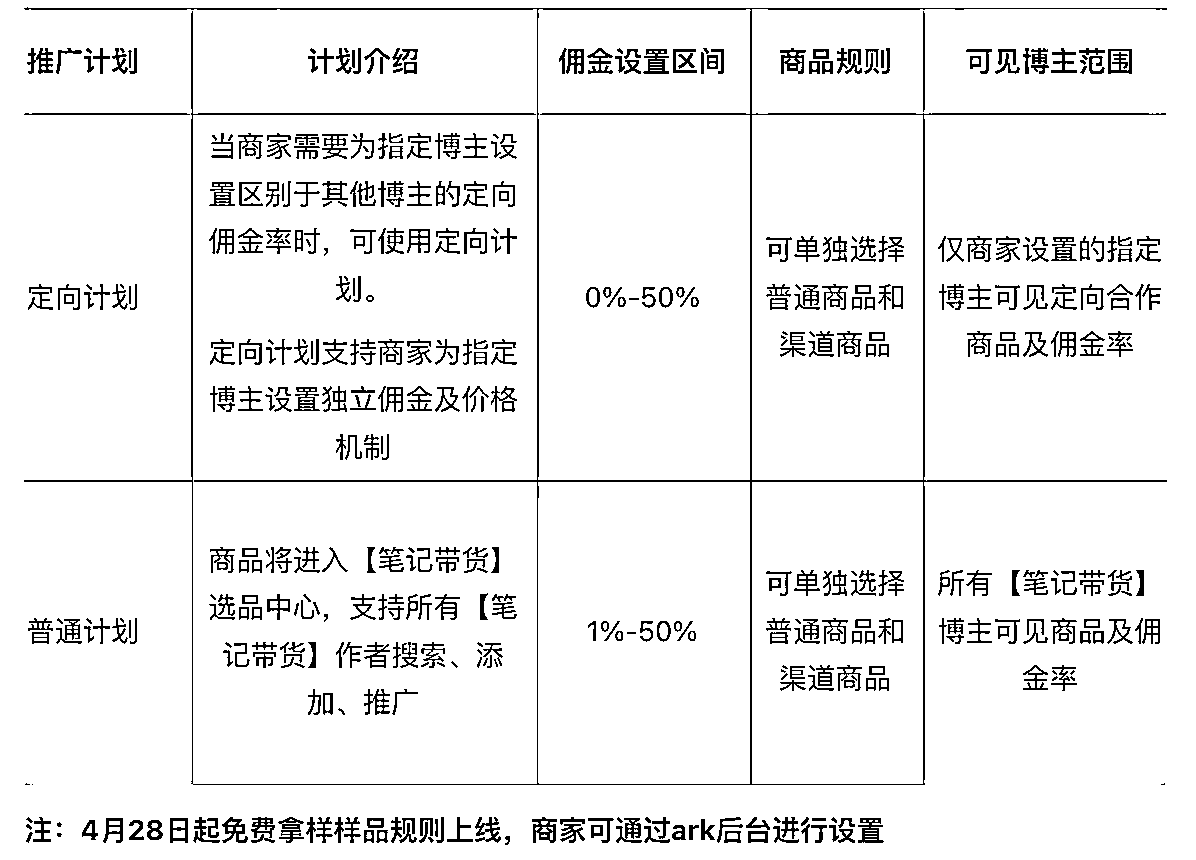 推广计划
计划介绍
佣金设置区间
商品规则
可见博主范围
定向计划
当商家需要为指定博主设
置区别于其他博主的定向
佣金率时，可使用定向计
划。
定向计划支持商家为指定
博主设置独立佣金及价格
机制
0%-50%
可单独选择
普通商品和
渠道商品
仅商家设置的指定
博主可见定向合作
商品及佣金率
普通计划
商品将进入【笔记带货】
选品中心，支持所有【笔
记带货】作者搜索、添
加、推广
1%-50%
可单独选择
普通商品和
渠道商品
所有【笔记带货】
博主可见商品及佣
金率
注：4月28日起免费拿样样品规则上线，商家可通过ark后台进行设置